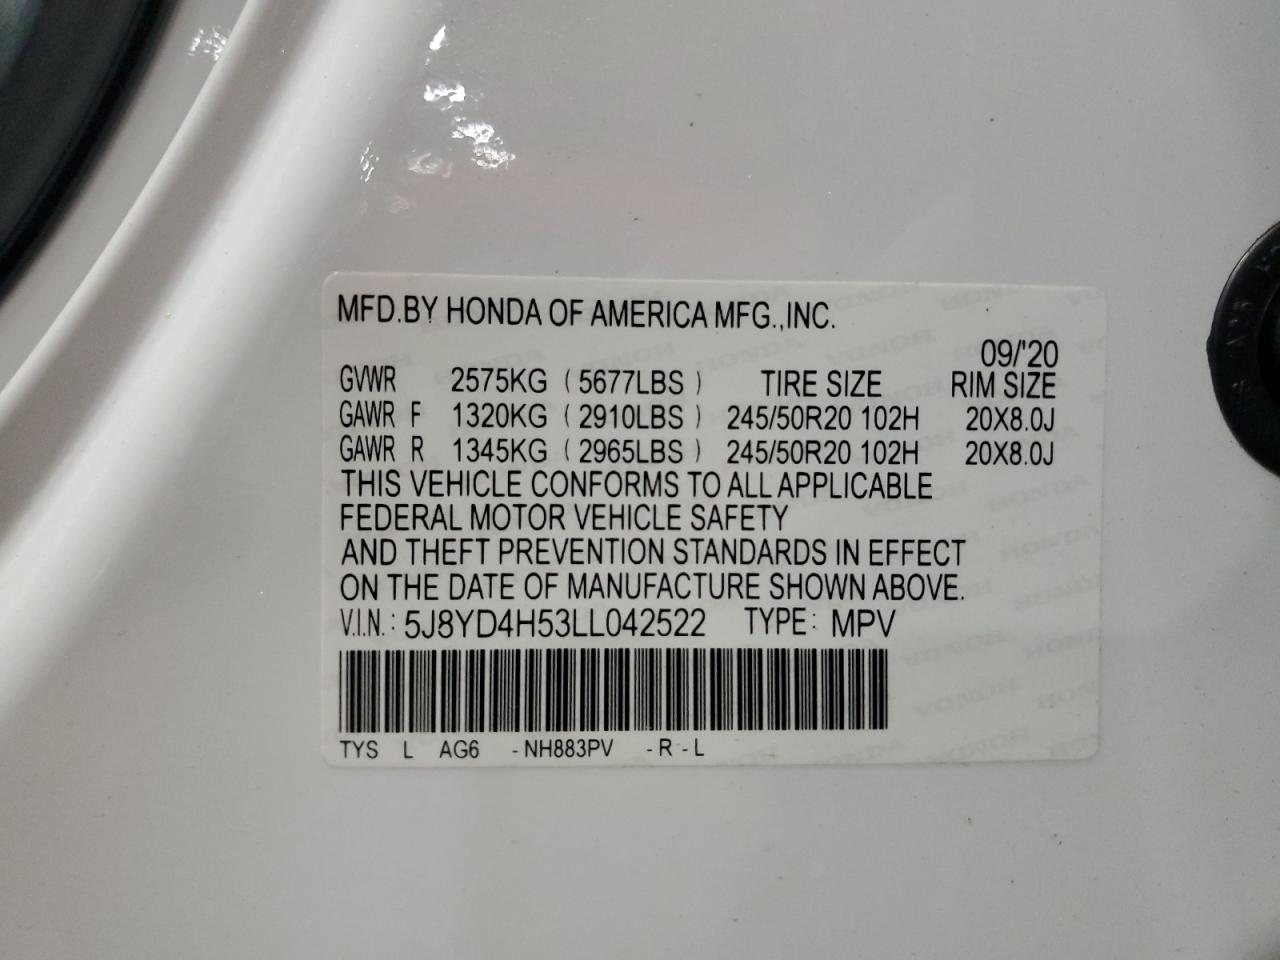 MFD.BY HONDA OF AMERICA MFG.,INC.
09/'20
GVWR 2575KG (5677LBS) TIRE SIZE RIM SIZE
GAWR F 1320KG (2910LBS) 245/50R20 102H 20X8.0J
GAWR R 1345KG (2965LBS) 245/50R20 102H 20X8.0J
THIS VEHICLE CONFORMS TO ALL APPLICABLE
FEDERAL MOTOR VEHICLE SAFETY
AND THEFT PREVENTION STANDARDS IN EFFECT
ON THE DATE OF MANUFACTURE SHOWN ABOVE.
V.I.N.: 5J8YD4H53LL042522 TYPE: MPV
TYS L AG6 -NH883PV -R-L